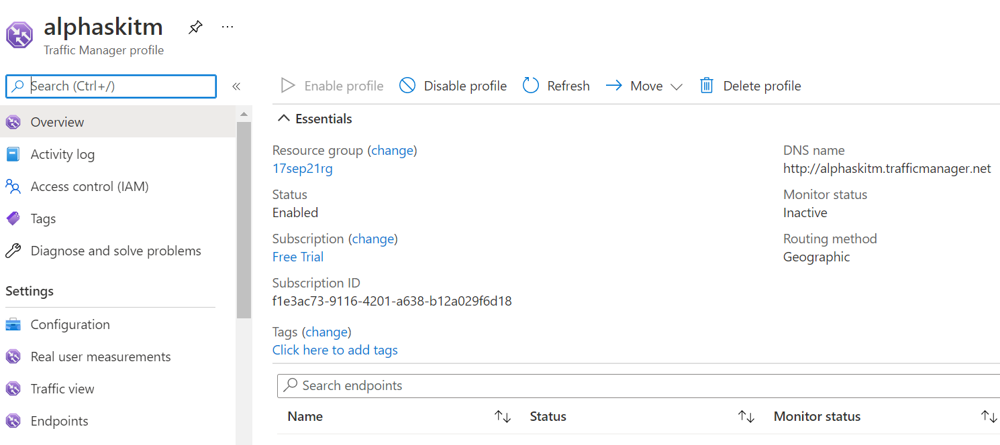 alphaskitm
Traffic Manager profile
Search (Ctrl+/)
Overview
Activity log
Access control (IAM)
Tags
Diagnose and solve problems
Settings
Configuration
Real user measurements
Traffic view
Endpoints
Enable profile Disable profile Refresh Move Delete profile
Essentials
Resource group (change)
17sep21rg
Status
Enabled
Subscription (change)
Free Trial
Subscription ID
f1e3ac73-9116-4201-a638-b12a029f6d18
Tags (change)
Click here to add tags
DNS name
http://alphaskitm.trafficmanager.net
Monitor status
Inactive
Routing method
Geographic
Search endpoints
Name Status Monitor status